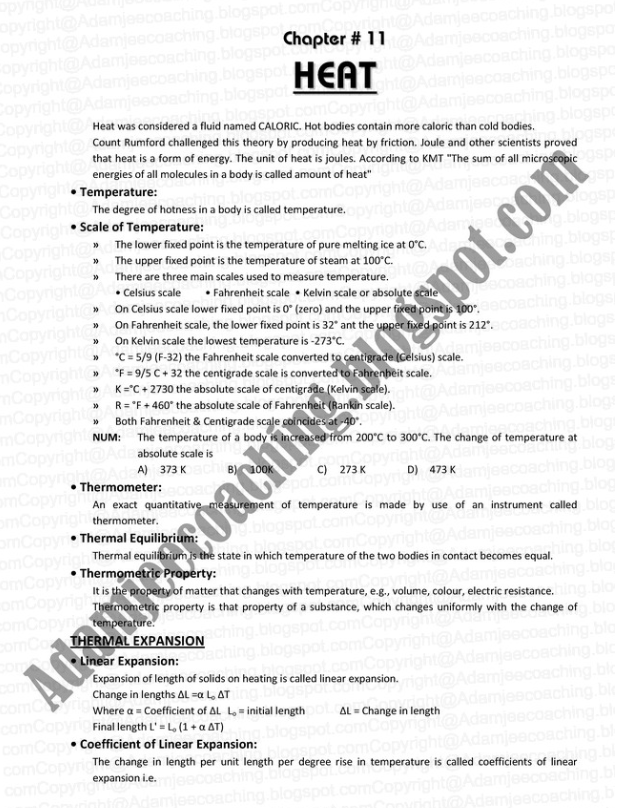 Chapter # 11
HEAT
Heat was considered a fluid named CALORIC. Hot bodies contain more caloric than cold bodies.
Count Rumford challenged this theory by producing heat by friction. Joule and other scientists proved
that heat is a form of energy. The unit of heat is joules. According to KMT "The sum of all microscopic
energies of all molecules in a body is called amount of heat"
• Temperature:
The degree of hotness in a body is called temperature.
• Scale of Temperature:
» The lower fixed point is the temperature of pure melting ice at 0°C.
» The upper fixed point is the temperature of steam at 100°C.
» There are three main scales used to measure temperature.
• Celsius scale • Fahrenheit scale • Kelvin scale or absolute scale
» On Celsius scale lower fixed point is 0° (zero) and the upper fixed point is 100°.
» On Fahrenheit scale, the lower fixed point is 32° ant the upper fixed point is 212°.
» On Kelvin scale the lowest temperature is -273°C.
» °C = 5/9 (F-32) the Fahrenheit scale converted to centigrade (Celsius) scale.
» °F = 9/5 C + 32 the centigrade scale is converted to Fahrenheit scale.
» K =°C + 2730 the absolute scale of centigrade (Kelvin scale).
» R = °F + 460° the absolute scale of Fahrenheit (Rankin scale).
» Both Fahrenheit & Centigrade scale coincides at -40°.
NUM: The temperature of a body is increased from 200°C to 300°C. The change of temperature at
absolute scale is
A) 373 K B) 100K C) 273 K D) 473 K
• Thermometer:
An exact quantitative measurement of temperature is made by use of an instrument called
thermometer.
• Thermal Equilibrium:
Thermal equilibrium is the state in which temperature of the two bodies in contact becomes equal.
• Thermometric Property:
It is the property of matter that changes with temperature, e.g., volume, colour, electric resistance.
Thermometric property is that property of a substance, which changes uniformly with the change of
temperature.
THERMAL EXPANSION
• Linear Expansion:
Expansion of length of solids on heating is called linear expansion.
Change in lengths ΔL =α Lₒ ΔT
Where α = Coefficient of ΔL Lₒ = initial length ΔL = Change in length
Final length L' = Lₒ (1 + α ΔT)
• Coefficient of Linear Expansion:
The change in length per unit length per degree rise in temperature is called coefficients of linear
expansion i.e.
Adamjeecoaching.blogspot.com